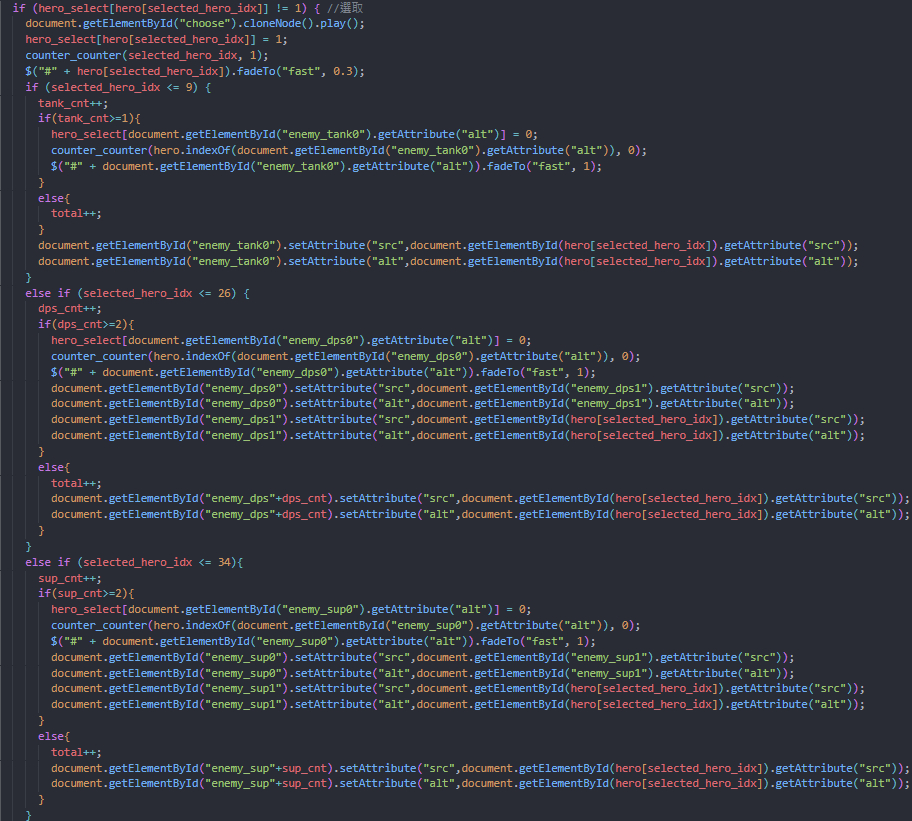 if (hero_select[hero[selected_hero_idx]] != 1) { //選取
document.getElementById("choose").cloneNode().play();
hero_select[hero[selected_hero_idx]] = 1;
counter_counter(selected_hero_idx, 1);
$("#" + hero[selected_hero_idx]).fadeTo("fast", 0.3);
if (selected_hero_idx <= 9) {
tank_cnt++;
if(tank_cnt>=1){
hero_select[document.getElementById("enemy_tank0").getAttribute("alt")] = 0;
counter_counter(hero.indexOf(document.getElementById("enemy_tank0").getAttribute("alt")), 0);
$("#" + document.getElementById("enemy_tank0").getAttribute("alt")).fadeTo("fast", 1);
}
else{
total++;
}
document.getElementById("enemy_tank0").setAttribute("src",document.getElementById(hero[selected_hero_idx]).getAttribute("src"));
document.getElementById("enemy_tank0").setAttribute("alt",document.getElementById(hero[selected_hero_idx]).getAttribute("alt"));
}
else if (selected_hero_idx <= 26) {
dps_cnt++;
if(dps_cnt>=2){
hero_select[document.getElementById("enemy_dps0").getAttribute("alt")] = 0;
counter_counter(hero.indexOf(document.getElementById("enemy_dps0").getAttribute("alt")), 0);
$("#" + document.getElementById("enemy_dps0").getAttribute("alt")).fadeTo("fast", 1);
document.getElementById("enemy_dps0").setAttribute("src",document.getElementById("enemy_dps1").getAttribute("src"));
document.getElementById("enemy_dps0").setAttribute("alt",document.getElementById("enemy_dps1").getAttribute("alt"));
document.getElementById("enemy_dps1").setAttribute("src",document.getElementById(hero[selected_hero_idx]).getAttribute("src"));
document.getElementById("enemy_dps1").setAttribute("alt",document.getElementById(hero[selected_hero_idx]).getAttribute("alt"));
}
else{
total++;
document.getElementById("enemy_dps"+dps_cnt).setAttribute("src",document.getElementById(hero[selected_hero_idx]).getAttribute("src"));
document.getElementById("enemy_dps"+dps_cnt).setAttribute("alt",document.getElementById(hero[selected_hero_idx]).getAttribute("alt"));
}
}
else if (selected_hero_idx <= 34){
sup_cnt++;
if(sup_cnt>=2){
hero_select[document.getElementById("enemy_sup0").getAttribute("alt")] = 0;
counter_counter(hero.indexOf(document.getElementById("enemy_sup0").getAttribute("alt")), 0);
$("#" + document.getElementById("enemy_sup0").getAttribute("alt")).fadeTo("fast", 1);
document.getElementById("enemy_sup0").setAttribute("src",document.getElementById("enemy_sup1").getAttribute("src"));
document.getElementById("enemy_sup0").setAttribute("alt",document.getElementById("enemy_sup1").getAttribute("alt"));
document.getElementById("enemy_sup1").setAttribute("src",document.getElementById(hero[selected_hero_idx]).getAttribute("src"));
document.getElementById("enemy_sup1").setAttribute("alt",document.getElementById(hero[selected_hero_idx]).getAttribute("alt"));
}
else{
total++;
document.getElementById("enemy_sup"+sup_cnt).setAttribute("src",document.getElementById(hero[selected_hero_idx]).getAttribute("src"));
document.getElementById("enemy_sup"+sup_cnt).setAttribute("alt",document.getElementById(hero[selected_hero_idx]).getAttribute("alt"));
}
}